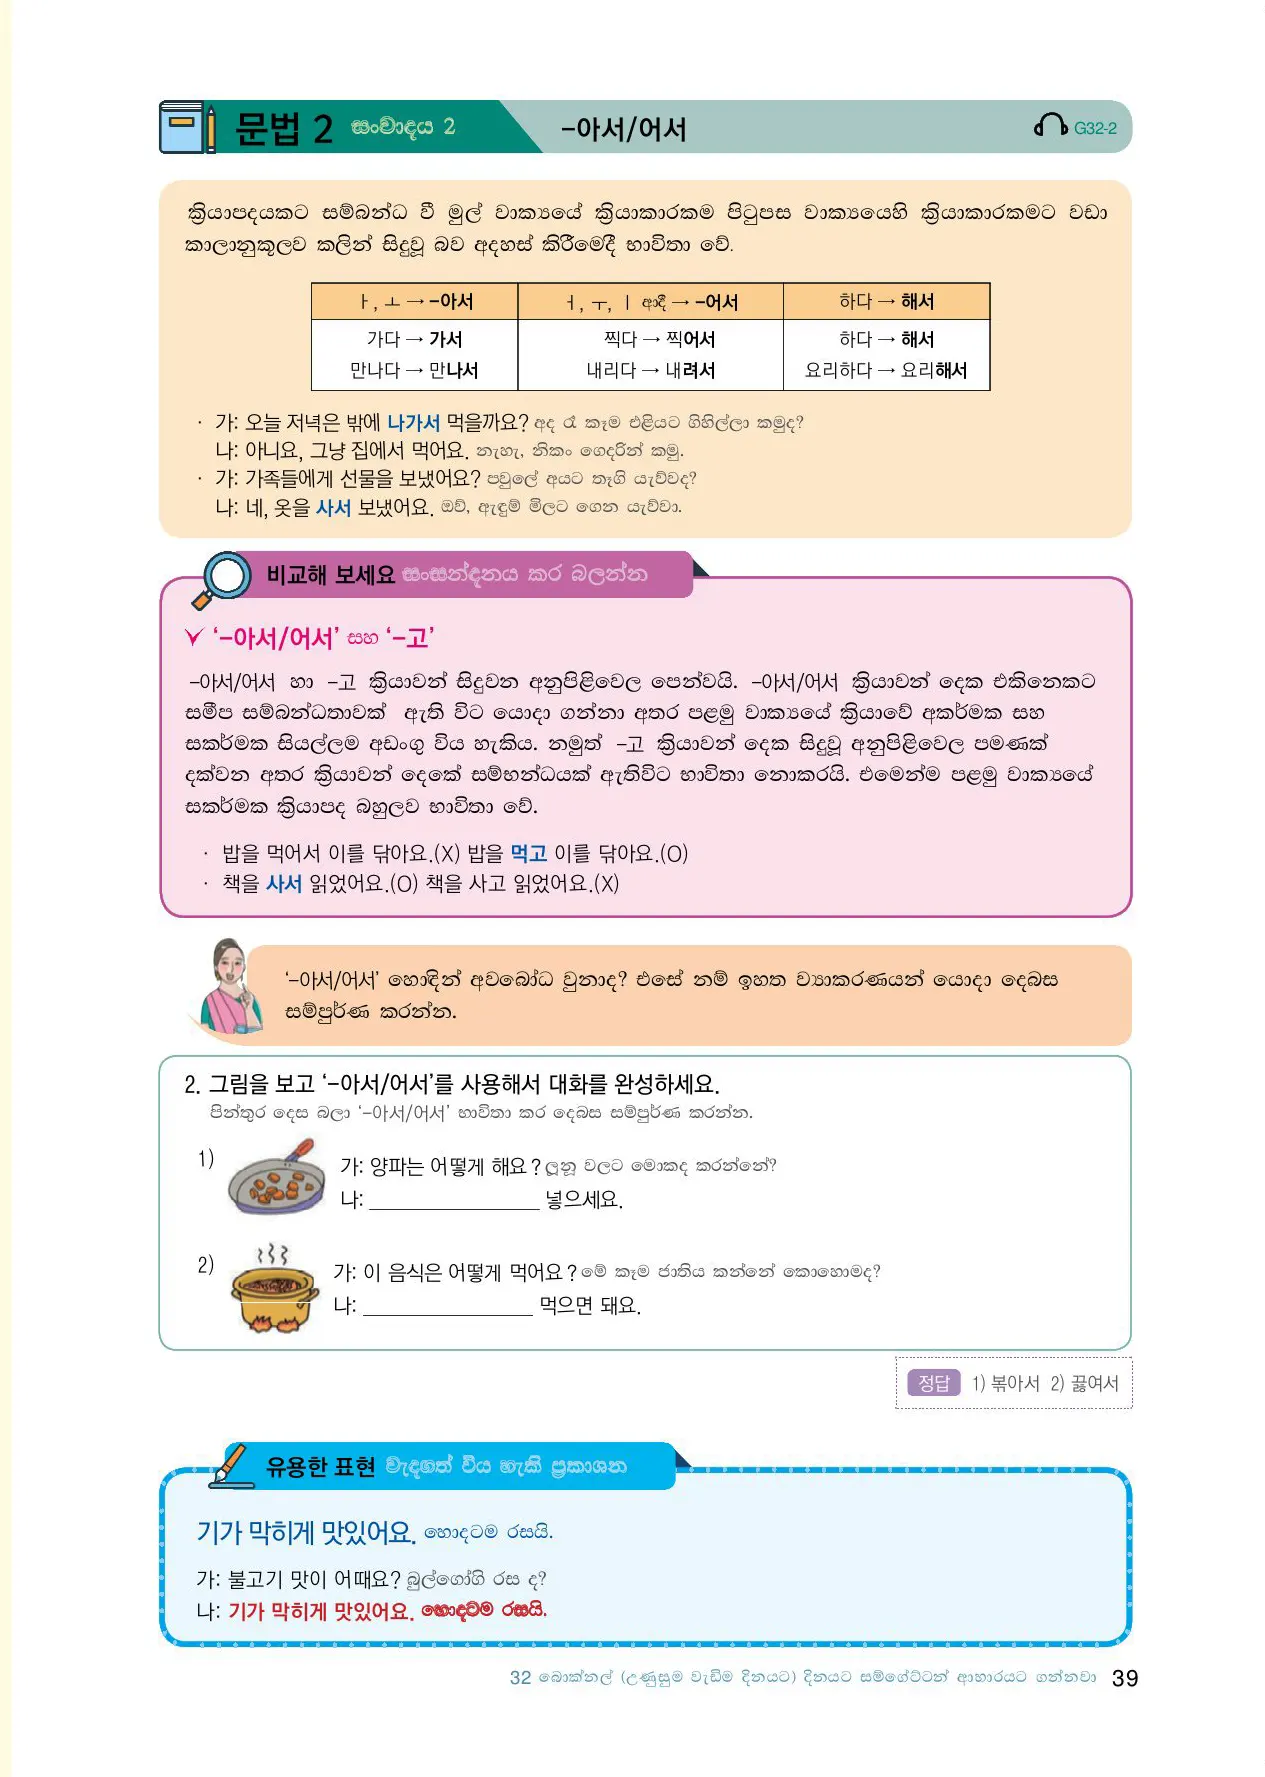 문법 2 සංවාදය 2 –아서/어서 G32-2
ක්‍රියාපදයකට සම්බන්ධ වී මුල් වාක්‍යයේ ක්‍රියාකාරකම පිටුපස වාක්‍යයෙහි ක්‍රියාකාරකමට වඩා
කාලානුකූලව කලින් සිදුවූ බව අදහස් කිරීමේදී භාවිතා වේ.
ㅏ, ㅗ → –아서 ㅓ, ㅜ, ㅣ ආදී → –어서 하다 → 해서
가다 → 가서 찍다 → 찍어서 하다 → 해서
만나다 → 만나서 내리다 → 내려서 요리하다 → 요리해서
· 가: 오늘 저녁은 밖에 나가서 먹을까요? අද රෑ කෑම එළියට ගිහිල්ලා කමුද?
나: 아니요, 그냥 집에서 먹어요. නැහැ, නිකං ගෙදරින් කමු.
· 가: 가족들에게 선물을 보냈어요? පවුලේ අයට තෑගි යැව්වද?
나: 네, 옷을 사서 보냈어요. ඔව්, ඇඳුම් මිලට ගෙන යැව්වා.
비교해 보세요 සංසන්දනය කර බලන්න
‘–아서/어서’ සහ ‘–고’
–아서/어서 හා –고 ක්‍රියාවන් සිදුවන අනුපිළිවෙල පෙන්වයි. –아서/어서 ක්‍රියාවන් දෙක එකිනෙකට
සමීප සම්බන්ධතාවක් ඇති විට යොදා ගන්නා අතර පළමු වාක්‍යයේ ක්‍රියාවේ අකර්මක සහ
සකර්මක සියල්ලම අඩංගු විය හැකිය. නමුත් –고 ක්‍රියාවන් දෙක සිදුවූ අනුපිළිවෙල පමණක්
දක්වන අතර ක්‍රියාවන් දෙකේ සම්භන්ධයක් ඇතිවිට භාවිතා නොකරයි. එමෙන්ම පළමු වාක්‍යයේ
සකර්මක ක්‍රියාපද බහුලව භාවිතා වේ.
· 밥을 먹어서 이를 닦아요.(X) 밥을 먹고 이를 닦아요.(O)
· 책을 사서 읽었어요.(O) 책을 사고 읽었어요.(X)
‘–아서/어서’ හොඳින් අවබෝධ වුනාද? එසේ නම් ඉහත ව්‍යාකරණයන් යොදා දෙබස
සම්පුර්ණ කරන්න.
2. 그림을 보고 ‘–아서/어서’를 사용해서 대화를 완성하세요.
පින්තුර දෙස බලා ‘–아서/어서’ භාවිතා කර දෙබස සම්පුර්ණ කරන්න.
1) 가: 양파는 어떻게 해요? ලූනු වලට මොකද කරන්නේ?
나: ________________ 넣으세요.
2) 가: 이 음식은 어떻게 먹어요? මේ කෑම ජාතිය කන්නේ කොහොමද?
나: ________________ 먹으면 돼요.
정답 1) 볶아서 2) 끓여서
유용한 표현 වැදගත් විය හැකි ප්‍රකාශන
기가 막히게 맛있어요. හොදටම රසයි.
가: 불고기 맛이 어때요? බුල්ගෝගි රස ද?
나: 기가 막히게 맛있어요. හොදටම රසයි.
32 බොක්නල් (උණුසුම වැඩිම දිනයට) දිනයට සම්ගේට්ටන් ආහාරයට ගන්නවා 39